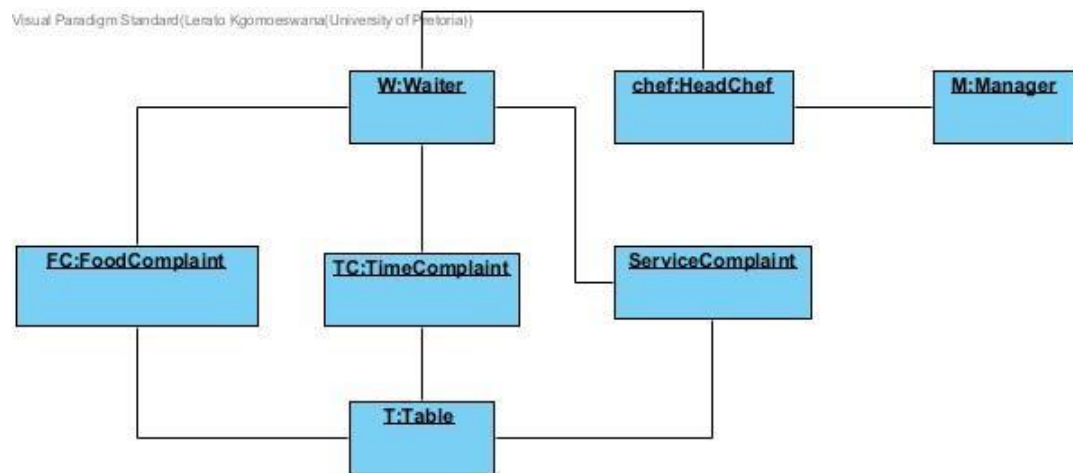 Visual Paradigm Standard(Lerato Kgomoeswana(University of Pretoria))
W:Waiter
chef:HeadChef
M:Manager
FC:FoodComplaint
TC:TimeComplaint
ServiceComplaint
T:Table